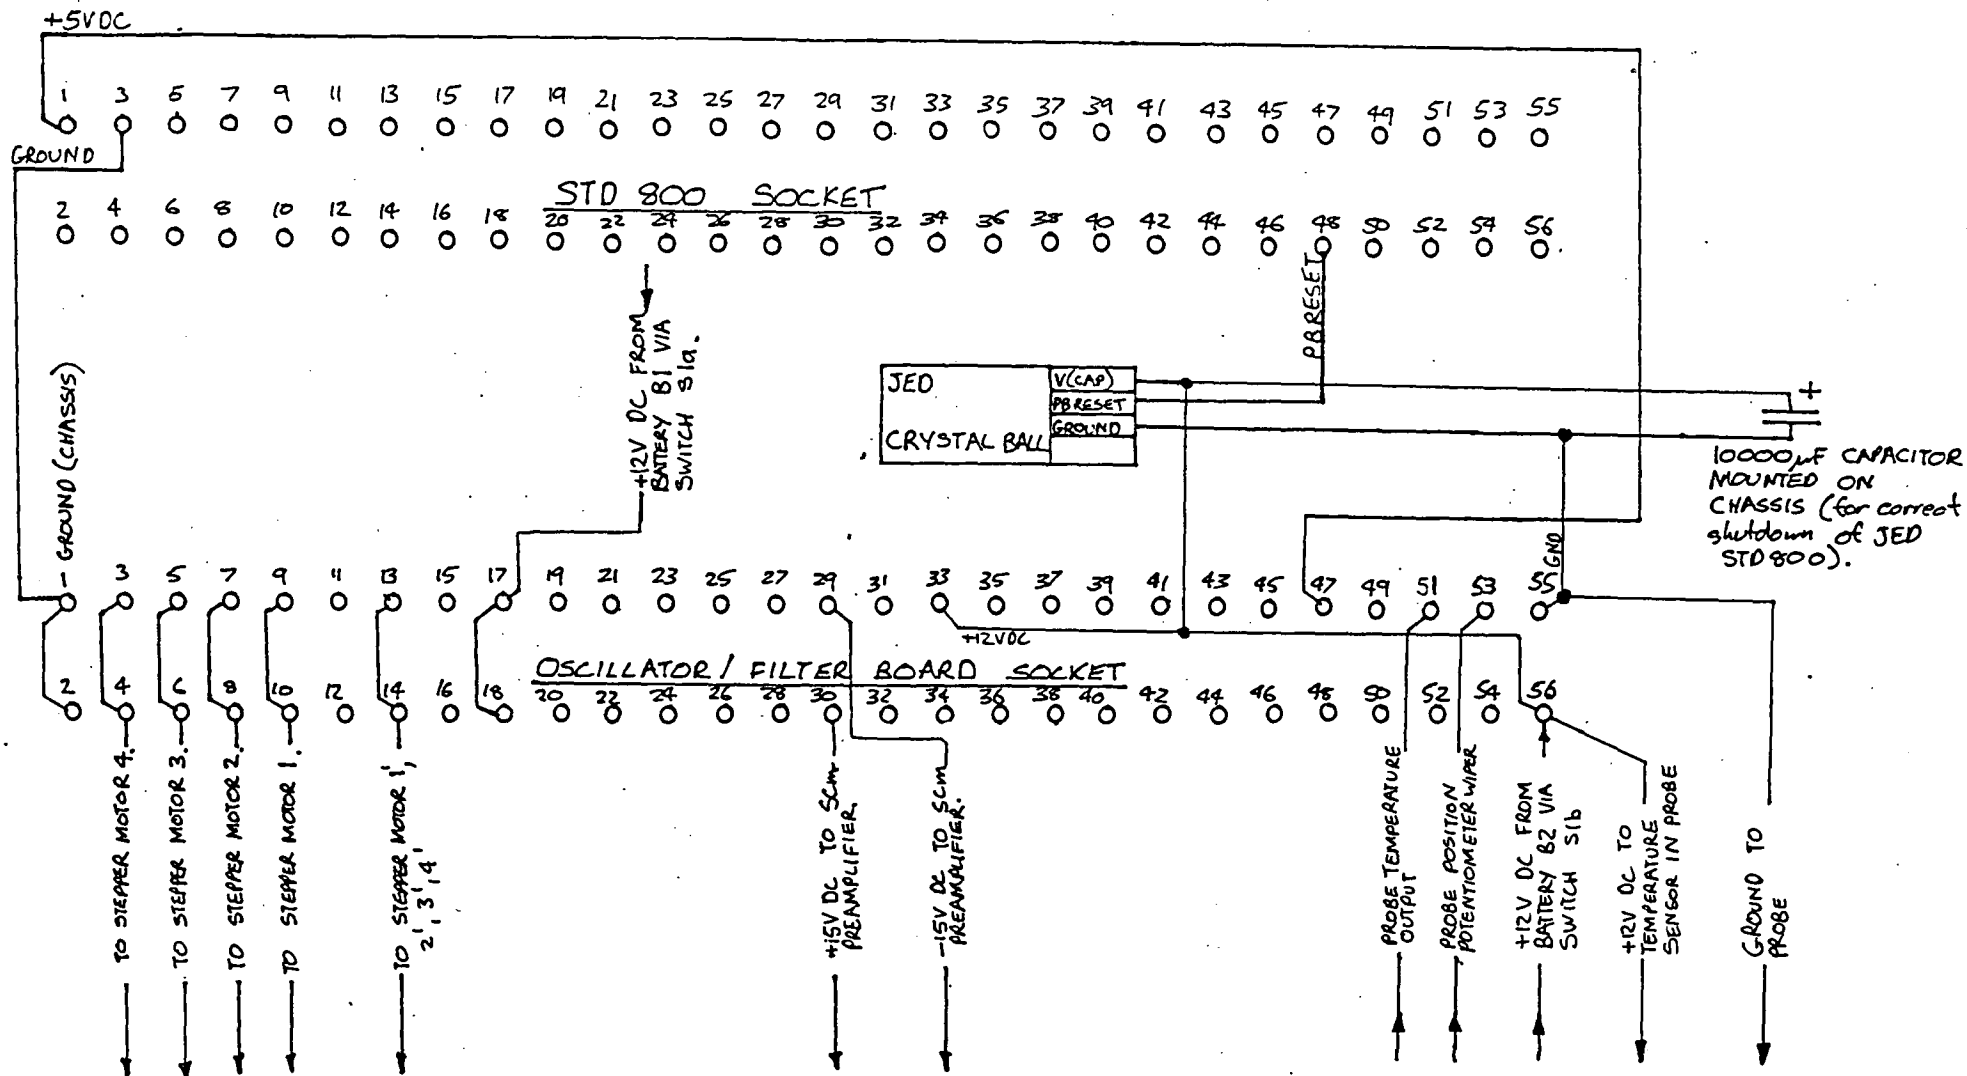 +5VDC
1 3 5 7 9 11 13 15 17 19 21 23 25 27 29 31 33 35 37 39 41 43 45 47 49 51 53 55
GROUND
STD 800 SOCKET
2 4 6 8 10 12 14 16 18 20 22 24 26 28 30 32 34 36 38 40 42 44 46 48 50 52 54 56
PBRESET
+12V DC FROM
BATTERY B1 VIA
SWITCH S1a.
JED
CRYSTAL BALL
V(CAP)
PBRESET
GROUND
+
10000μF CAPACITOR
MOUNTED ON
CHASSIS (for correct
shutdown of JED
STD800).
- GROUND (CHASSIS)
GND
3 5 7 9 11 13 15 17 19 21 23 25 27 29 31 33 35 37 39 41 43 45 47 49 51 53 55
+12VDC
OSCILLATOR/FILTER BOARD SOCKET
2 4 6 8 10 12 14 16 18 20 22 24 26 28 30 32 34 36 38 40 42 44 46 48 50 52 54 56
TO STEPPER MOTOR 4.
TO STEPPER MOTOR 3.
TO STEPPER MOTOR 2.
TO STEPPER MOTOR 1.
TO STEPPER MOTOR 1',
2', 3', 4'
+15V DC TO SCM
PREAMPLIFIER.
-15V DC TO SCM
PREAMPLIFIER.
PROBE TEMPERATURE
OUTPUT
PROBE POSITION
POTENTIOMETER WIPER
+12V DC FROM
BATTERY B2 VIA
SWITCH S1b
+12V DC TO
TEMPERATURE
SENSOR IN PROBE
GROUND TO
PROBE